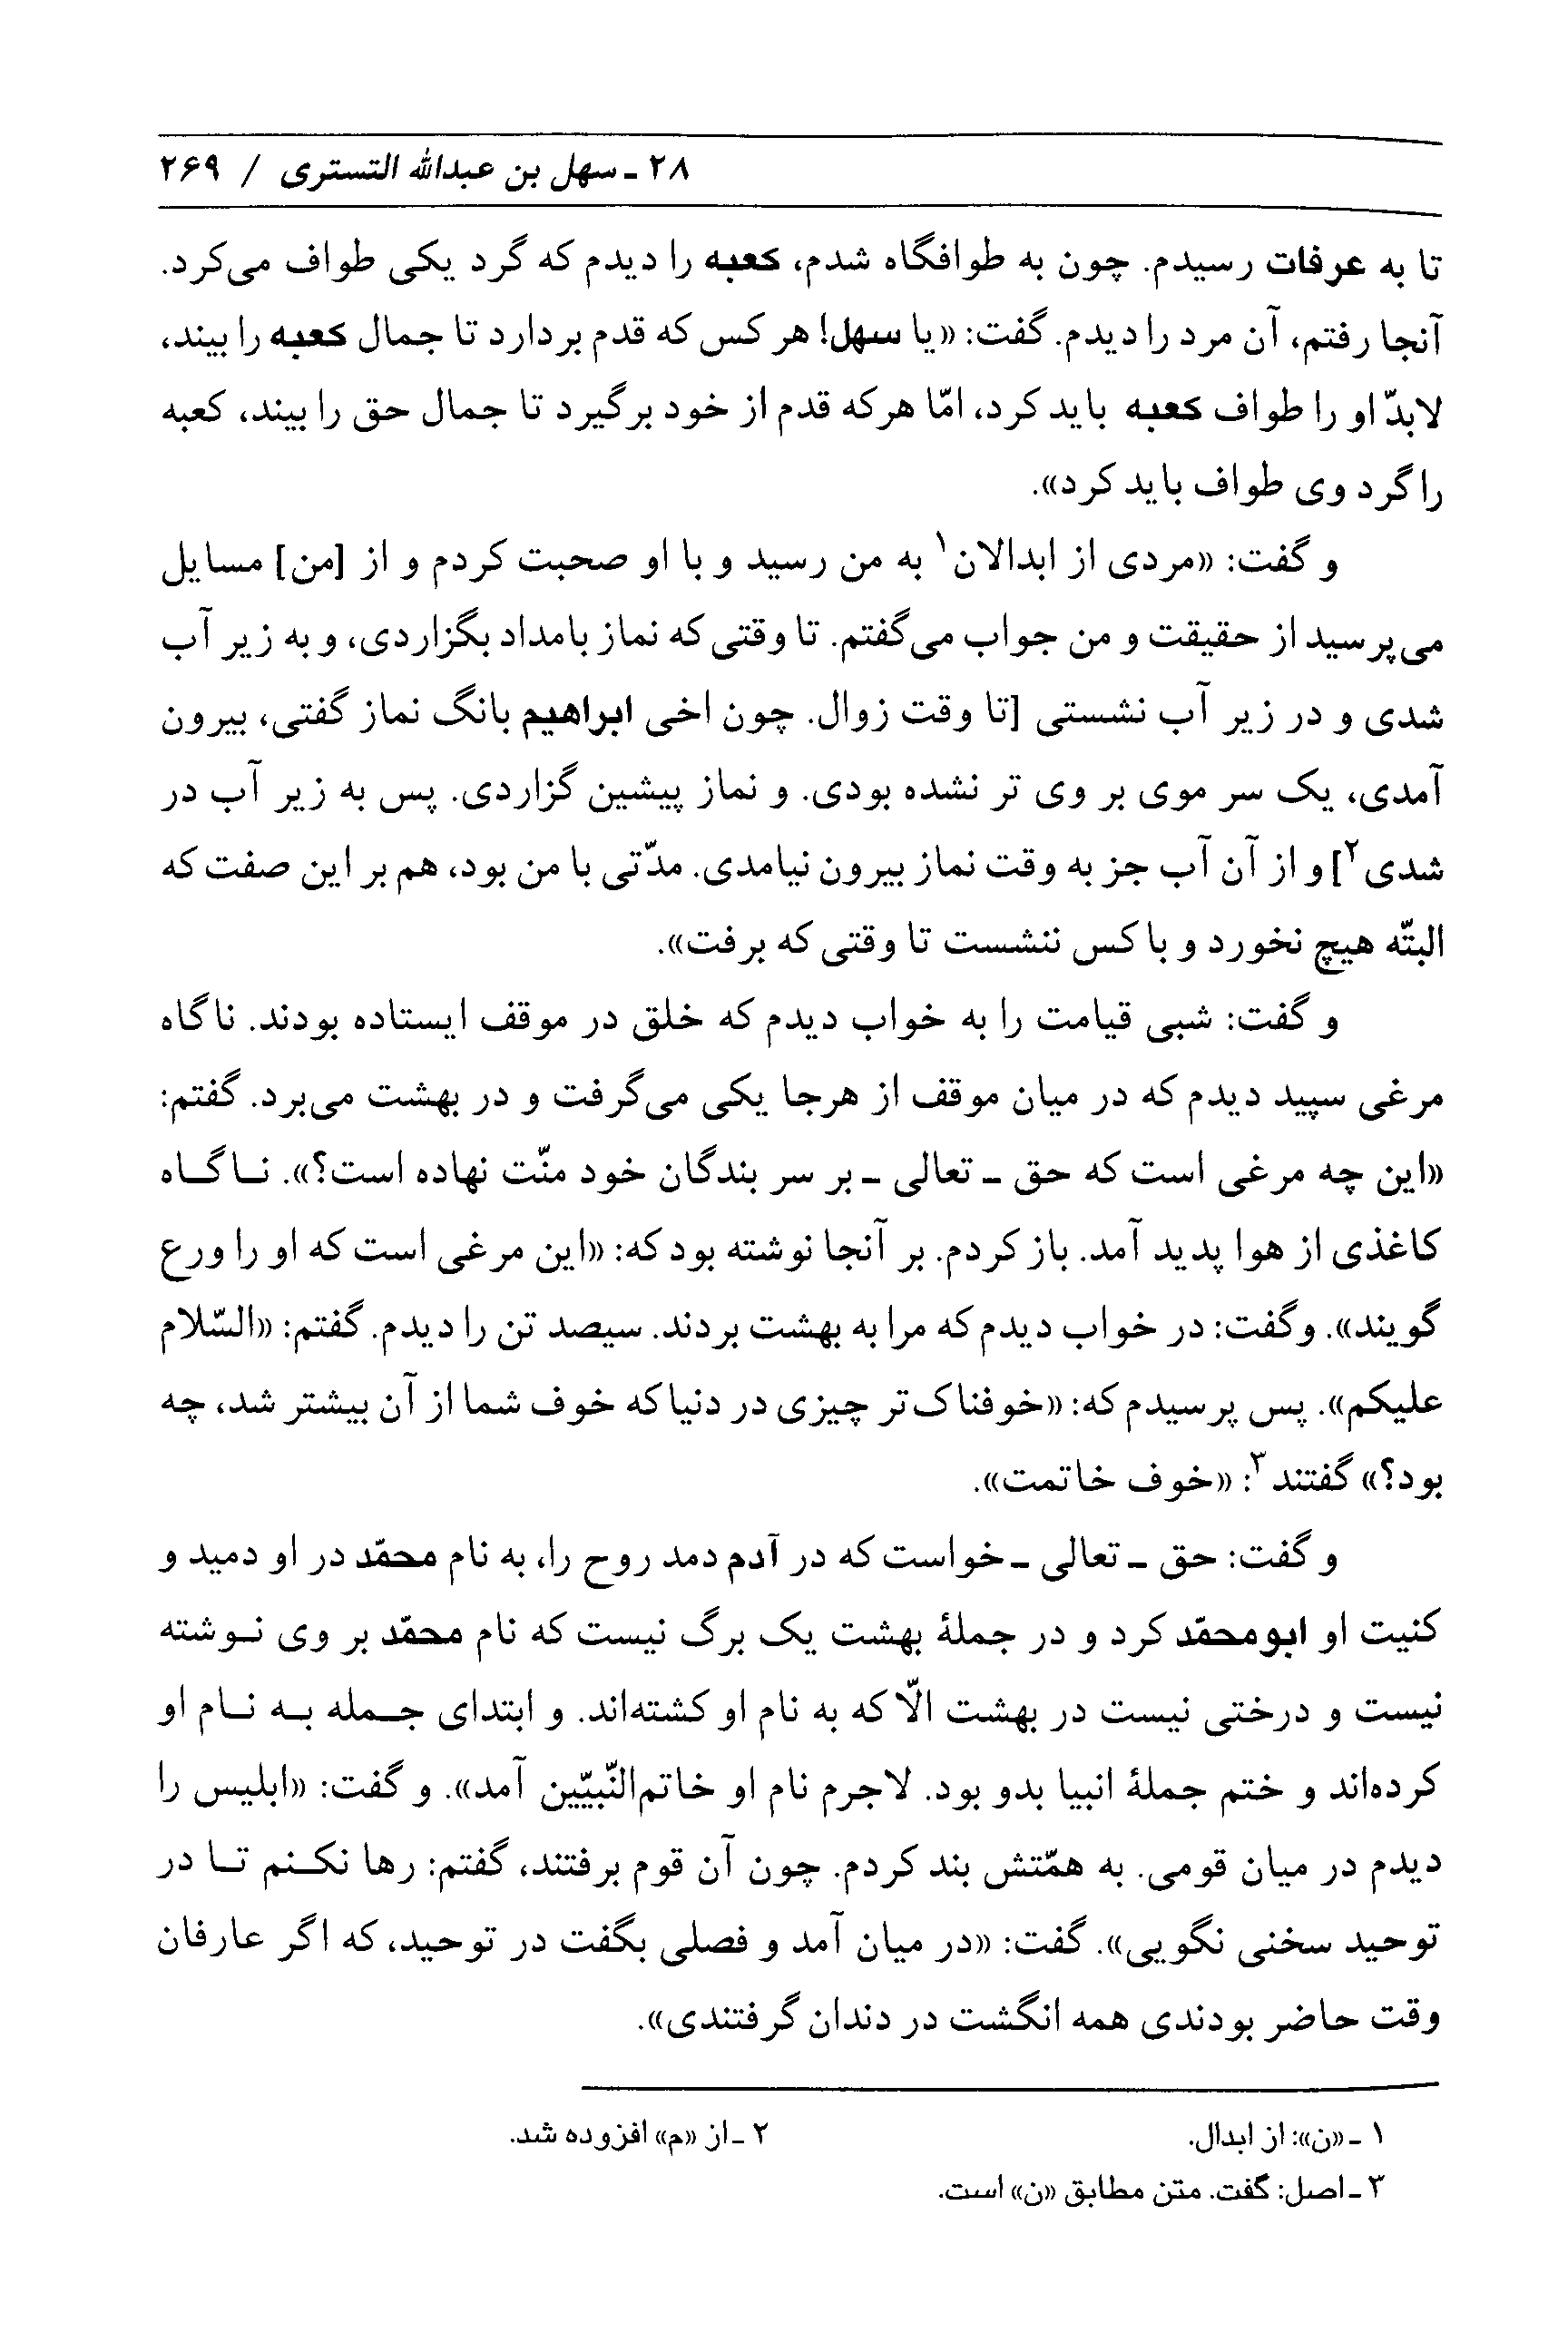 ۲۸ ـ سهل بن عبدالله التستری / ۲۶۹
تا به عرفات رسیدم. چون به طوافگاه شدم، کعبه را دیدم که گرد یکی طواف می‌کرد.
آنجا رفتم، آن مرد را دیدم. گفت: «یا سهل! هر کس که قدم بردارد تا جمال کعبه را بیند،
لابدّ او را طواف کعبه باید کرد، امّا هرکه قدم از خود برگیرد تا جمال حق را بیند، کعبه
را گرد وی طواف باید کرد».
و گفت: «مردی از ابدالان۱ به من رسید و با او صحبت کردم و از [من] مسایل
می‌پرسید از حقیقت و من جواب می‌گفتم. تا وقتی که نماز بامداد بگزاردی، و به زیر آب
شدی و در زیر آب نشستی [تا وقت زوال. چون اخی ابراهیم بانگ نماز گفتی، بیرون
آمدی، یک سر موی بر وی تر نشده بودی. و نماز پیشین گزاردی. پس به زیر آب در
شدی۲] و از آن آب جز به وقت نماز بیرون نیامدی. مدّتی با من بود، هم بر این صفت که
البتّه هیچ نخورد و با کس ننشست تا وقتی که برفت».
و گفت: شبی قیامت را به خواب دیدم که خلق در موقف ایستاده بودند. ناگاه
مرغی سپید دیدم که در میان موقف از هرجا یکی می‌گرفت و در بهشت می‌برد. گفتم:
«این چه مرغی است که حق ـ تعالی ـ بر سر بندگان خود منّت نهاده است؟». نـاگـاه
کاغذی از هوا پدید آمد. باز کردم. بر آنجا نوشته بود که: «این مرغی است که او را ورع
گویند». وگفت: در خواب دیدم که مرا به بهشت بردند. سیصد تن را دیدم. گفتم: «السّلام
علیکم». پس پرسیدم که: «خوفناک‌تر چیزی در دنیا که خوف شما از آن بیشتر شد، چه
بود؟» گفتند۳: «خوف خاتمت».
و گفت: حق ـ تعالی ـ خواست که در آدم دمد روح را، به نام محمّد در او دمید و
کنیت او ابومحمّد کرد و در جملهٔ بهشت یک برگ نیست که نام محمّد بر وی نـوشته
نیست و درختی نیست در بهشت الّا که به نام او کشته‌اند. و ابتدای جـمله بـه نـام او
کرده‌اند و ختم جملهٔ انبیا بدو بود. لاجرم نام او خاتم‌النّبیّین آمد». و گفت: «ابلیس را
دیدم در میان قومی. به همّتش بند کردم. چون آن قوم برفتند، گفتم: رها نکـنم تـا در
توحید سخنی نگویی». گفت: «در میان آمد و فصلی بگفت در توحید، که اگر عارفان
وقت حاضر بودندی همه انگشت در دندان گرفتندی».
۱ ـ «ن»: از ابدال.
۲ ـ از «م» افزوده شد.
۳ ـ اصل: گفت. متن مطابق «ن» است.